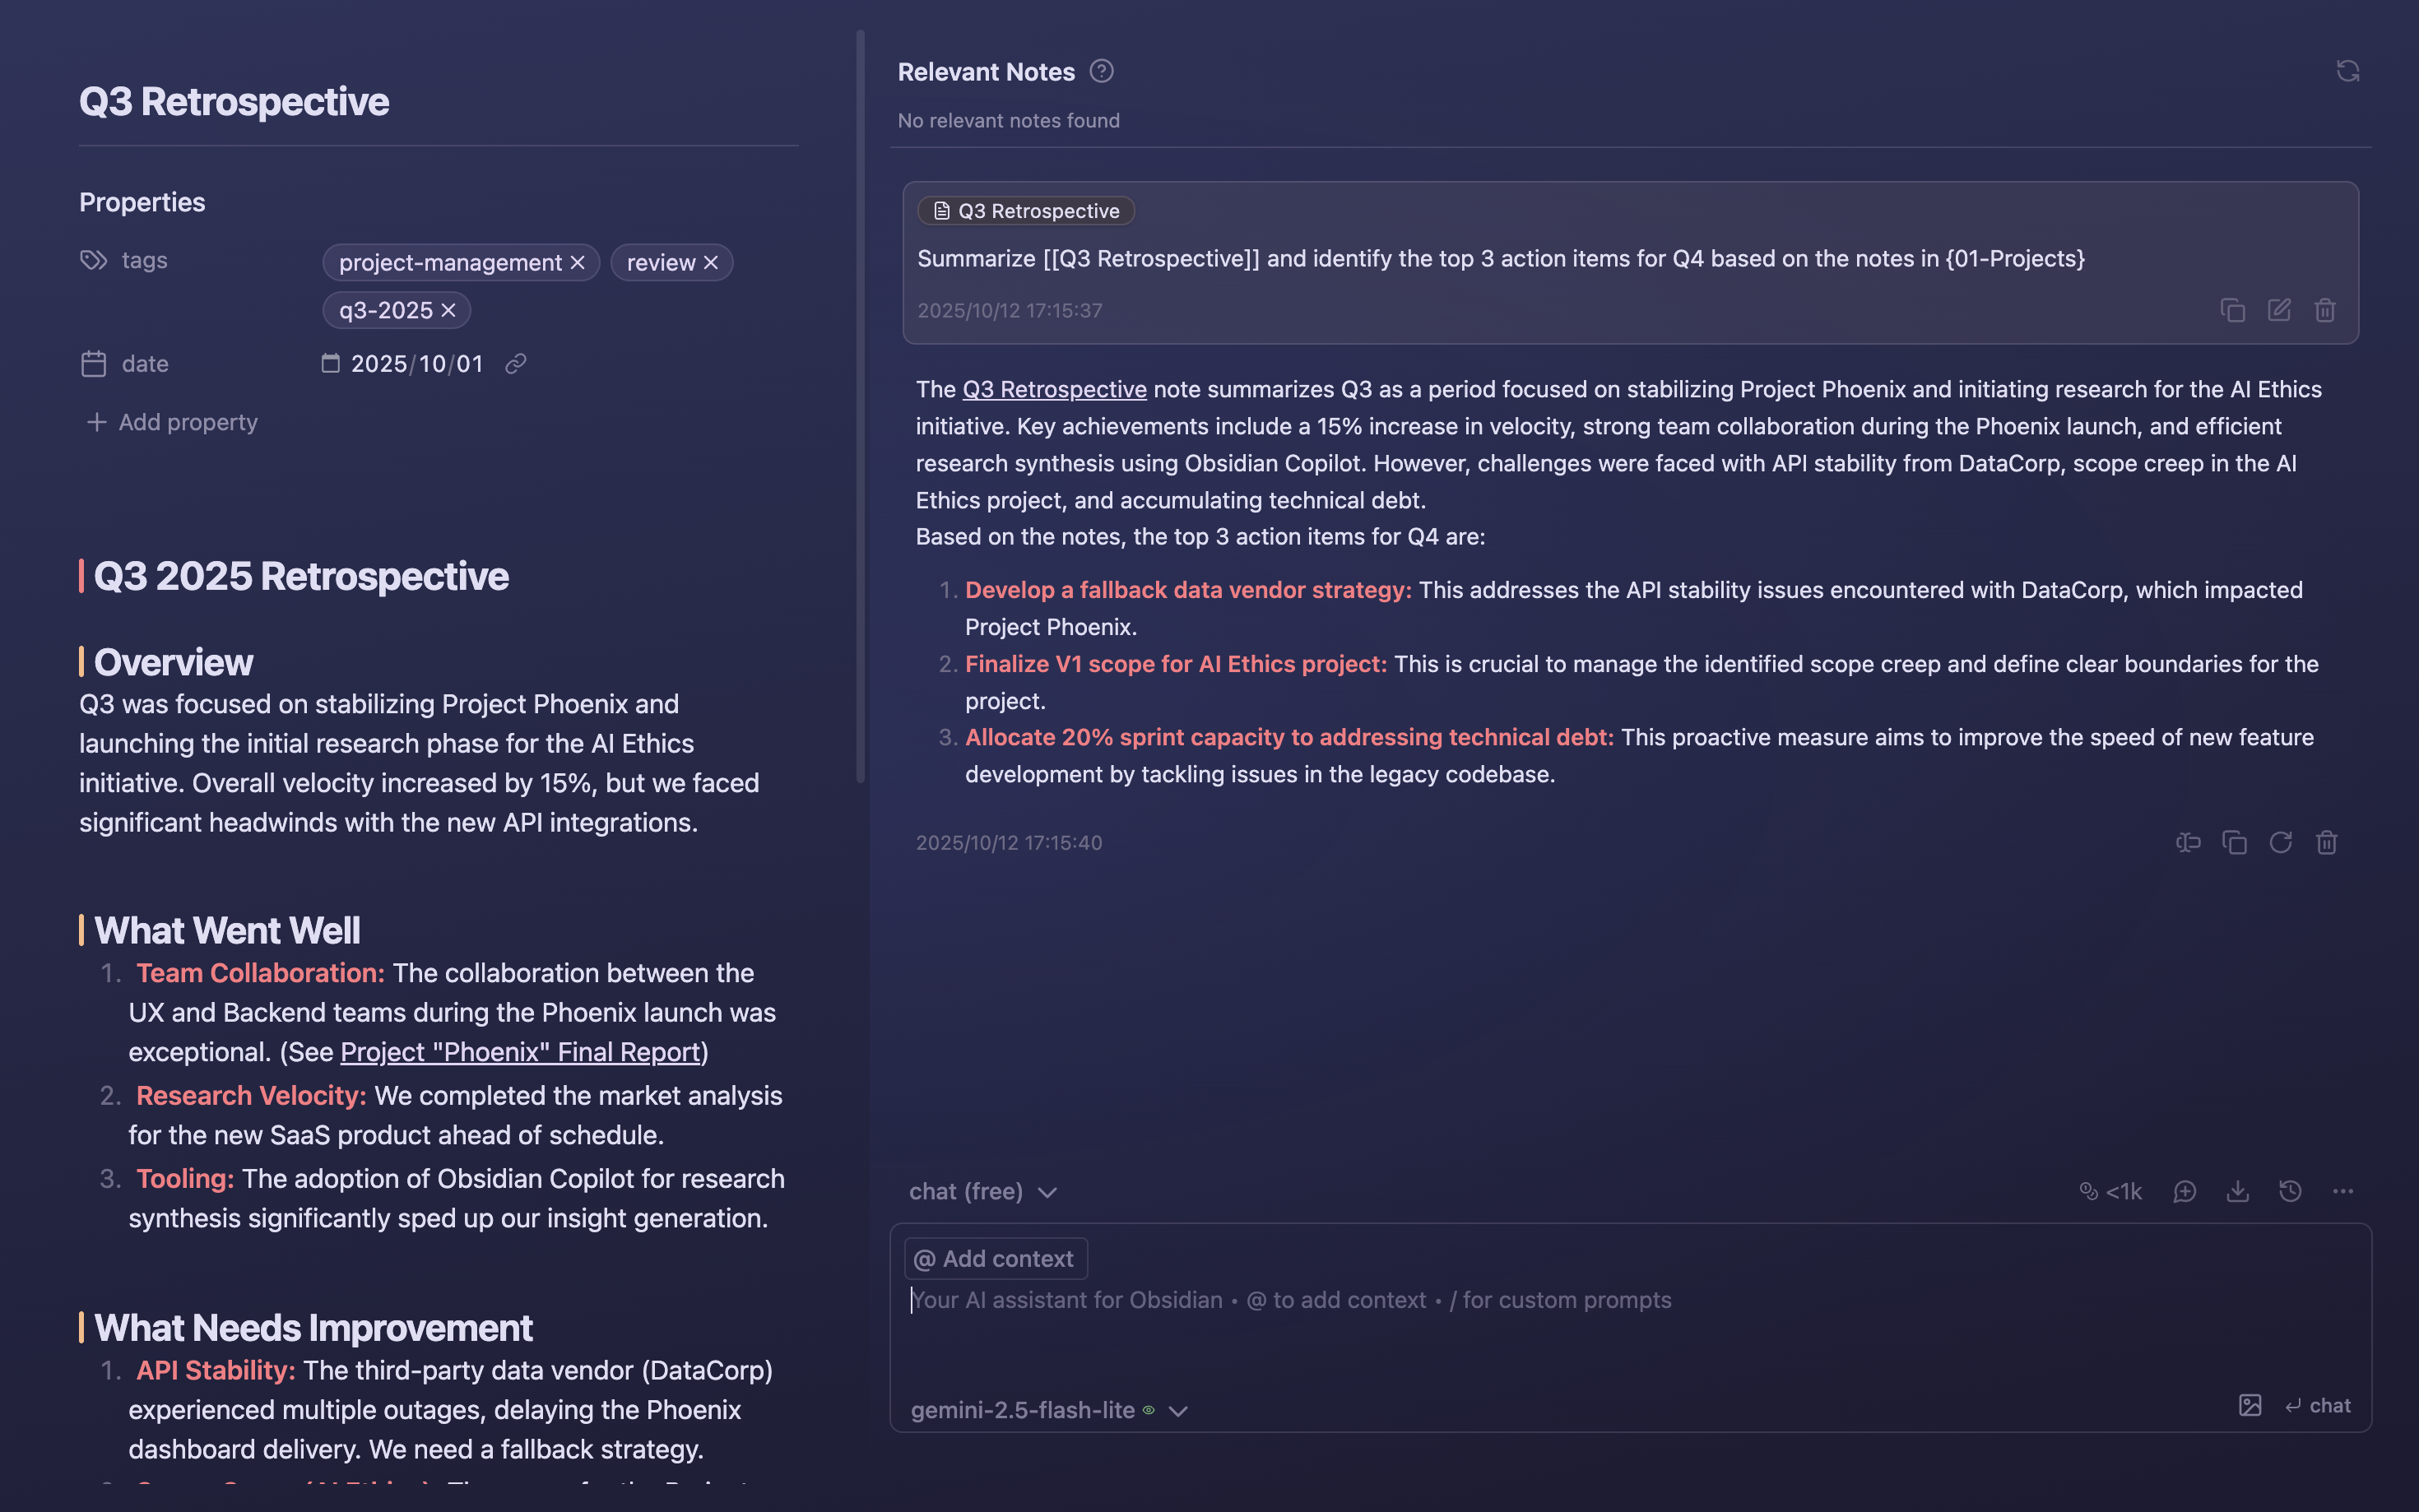 Q3 Retrospective
Properties
tags
project-management
review
q3-2025
date
2025/10/01
Add property
Q3 2025 Retrospective
Overview
Q3 was focused on stabilizing Project Phoenix and
launching the initial research phase for the AI Ethics
initiative. Overall velocity increased by 15%, but we faced
significant headwinds with the new API integrations.
What Went Well
1. Team Collaboration: The collaboration between the
UX and Backend teams during the Phoenix launch was
exceptional. (See Project "Phoenix" Final Report)
2. Research Velocity: We completed the market analysis
for the new SaaS product ahead of schedule.
3. Tooling: The adoption of Obsidian Copilot for research
synthesis significantly sped up our insight generation.
What Needs Improvement
1. API Stability: The third-party data vendor (DataCorp)
experienced multiple outages, delaying the Phoenix
dashboard delivery. We need a fallback strategy.
Relevant Notes
No relevant notes found
Q3 Retrospective
Summarize [[Q3 Retrospective]] and identify the top 3 action items for Q4 based on the notes in {01-Projects}
2025/10/12 17:15:37
The Q3 Retrospective note summarizes Q3 as a period focused on stabilizing Project Phoenix and initiating research for the AI Ethics
initiative. Key achievements include a 15% increase in velocity, strong team collaboration during the Phoenix launch, and efficient
research synthesis using Obsidian Copilot. However, challenges were faced with API stability from DataCorp, scope creep in the AI
Ethics project, and accumulating technical debt.
Based on the notes, the top 3 action items for Q4 are:
1. Develop a fallback data vendor strategy: This addresses the API stability issues encountered with DataCorp, which impacted
Project Phoenix.
2. Finalize V1 scope for AI Ethics project: This is crucial to manage the identified scope creep and define clear boundaries for the
project.
3. Allocate 20% sprint capacity to addressing technical debt: This proactive measure aims to improve the speed of new feature
development by tackling issues in the legacy codebase.
2025/10/12 17:15:40
chat (free)
<1k
@ Add context
Your AI assistant for Obsidian • @ to add context • / for custom prompts
gemini-2.5-flash-lite
chat